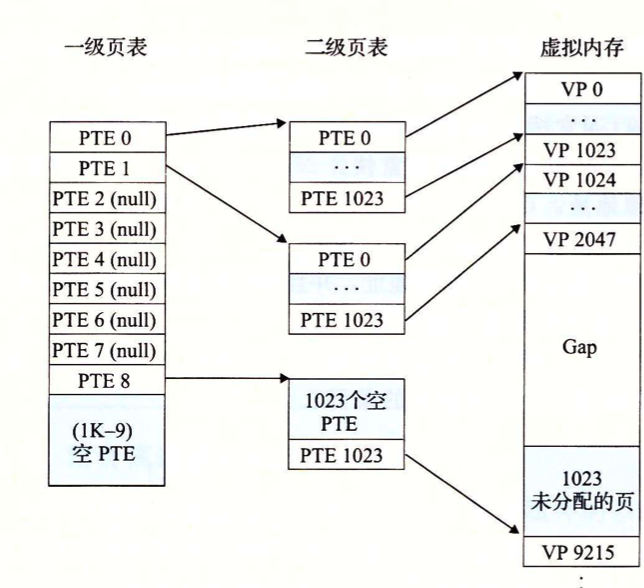 一级页表
二级页表
虚拟内存
PTE 0
PTE 1
PTE 2 (null)
PTE 3 (null)
PTE 4 (null)
PTE 5 (null)
PTE 6 (null)
PTE 7 (null)
PTE 8
(1K–9)
空 PTE
PTE 0
···
PTE 1023
PTE 0
···
PTE 1023
1023个空
PTE
PTE 1023
VP 0
···
VP 1023
VP 1024
···
VP 2047
Gap
1023
未分配的页
VP 9215